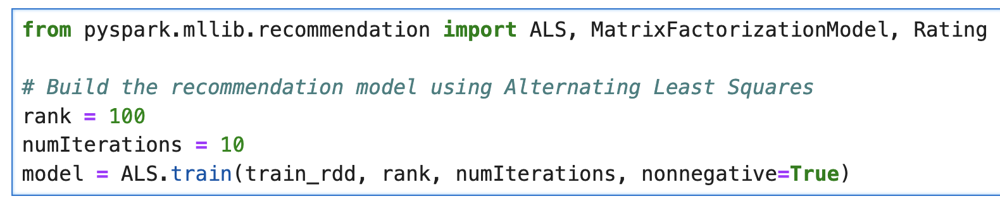 from pyspark.mllib.recommendation import ALS, MatrixFactorizationModel, Rating
# Build the recommendation model using Alternating Least Squares
rank = 100
numIterations = 10
model = ALS.train(train_rdd, rank, numIterations, nonnegative=True)